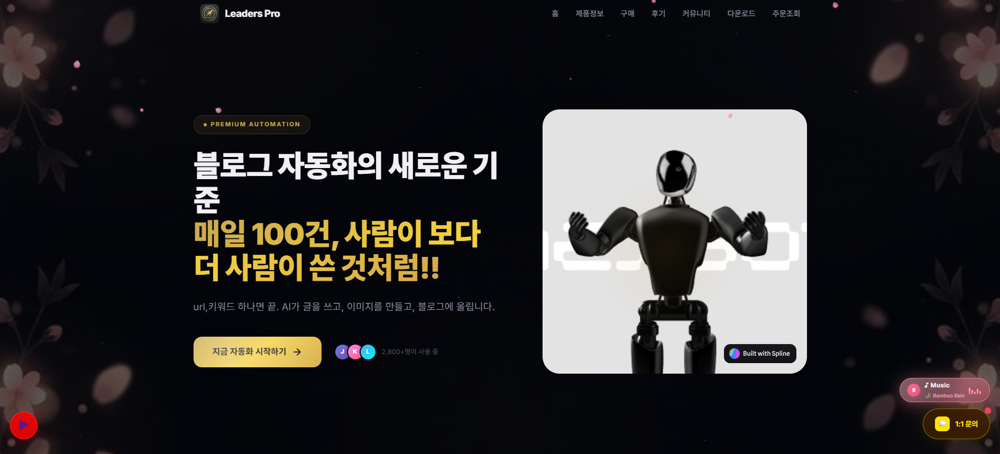 Leaders Pro
홈 제품정보 구매 후기 커뮤니티 다운로드 주문조회
PREMIUM AUTOMATION
블로그 자동화의 새로운 기
준
매일 100건, 사람이 보다
더 사람이 쓴 것처럼!!
url,키워드 하나면 끝. AI가 글을 쓰고, 이미지를 만들고, 블로그에 올립니다.
지금 자동화 시작하기 →
J K L 2,800+명이 사용 중
Built with Spline
♪ Music
Bamboo Rain
1:1 문의